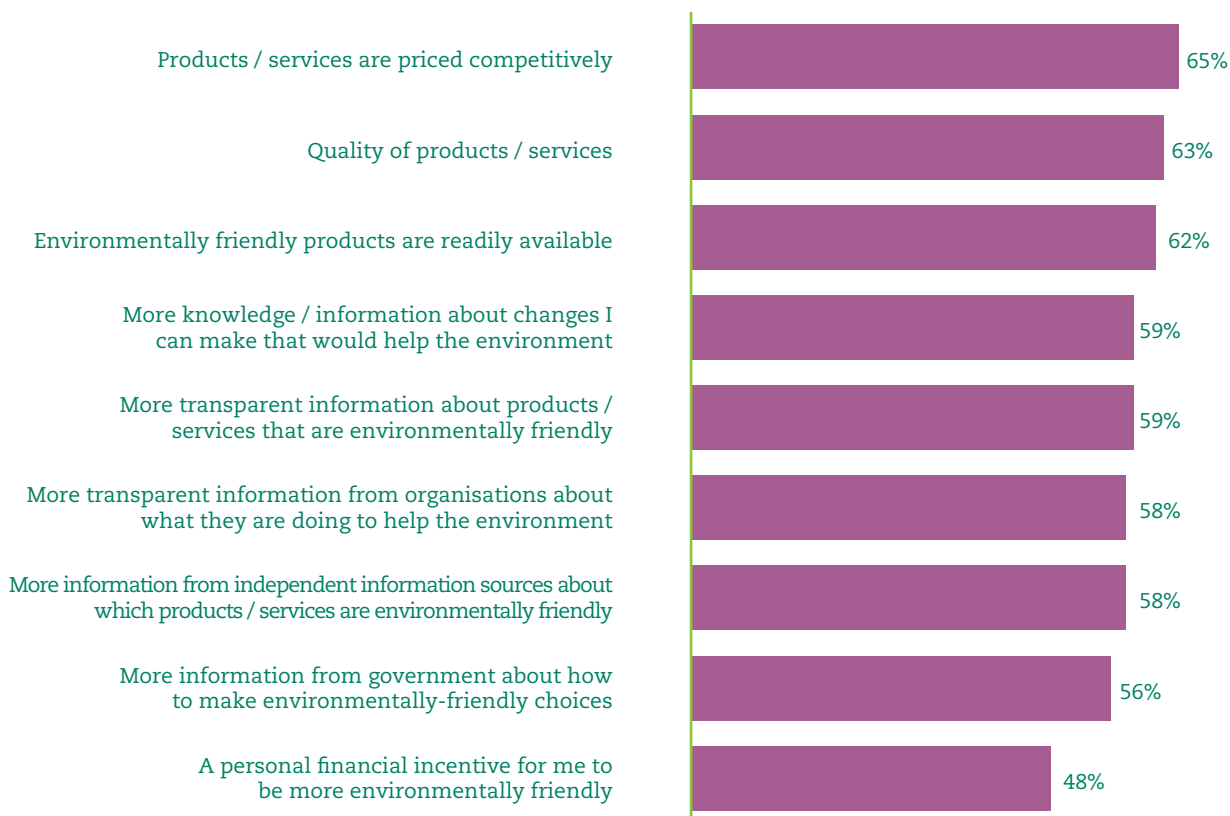 Products / services are priced competitively
65%
Quality of products / services
63%
Environmentally friendly products are readily available
62%
More knowledge / information about changes I
can make that would help the environment
59%
More transparent information about products /
services that are environmentally friendly
59%
More transparent information from organisations about
what they are doing to help the environment
58%
More information from independent information sources about
which products / services are environmentally friendly
58%
More information from government about how
to make environmentally-friendly choices
56%
A personal financial incentive for me to
be more environmentally friendly
48%